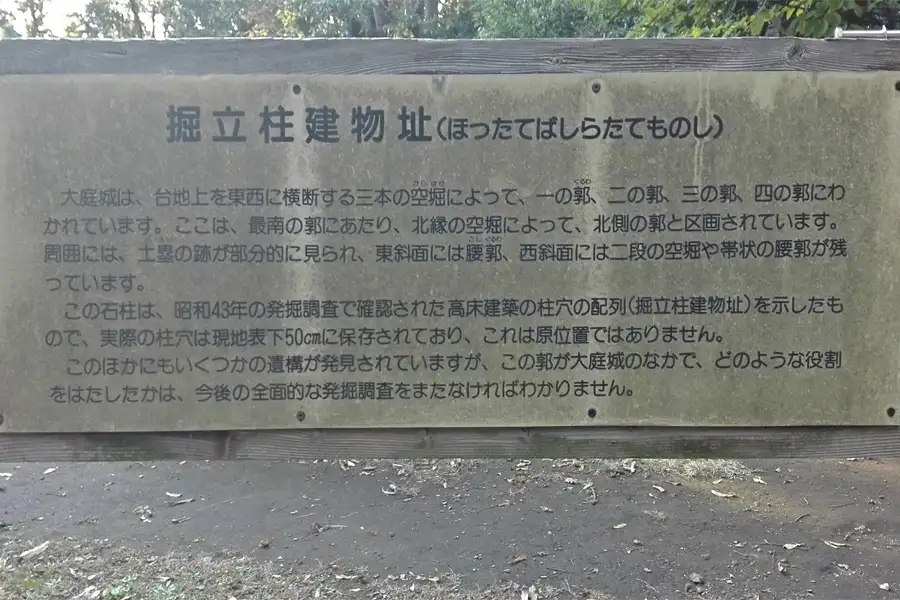 掘立柱建物址(ほったてばしらたてものし)
大庭城は、台地上を東西に横断する三本の空堀によって、一の郭、二の郭、三の郭、四の郭にわ
かれています。ここは、最南の郭にあたり、北縁の空堀によって、北側の郭と区画されています。
周囲には、土塁の跡が部分的に見られ、東斜面には腰郭、西斜面には二段の空堀や帯状の腰郭が残
っています。
この石柱は、昭和43年の発掘調査で確認された高床建築の柱穴の配列(掘立柱建物址)を示したも
ので、実際の柱穴は現地表下50cmに保存されており、これは原位置ではありません。
このほかにもいくつかの遺構が発見されていますが、この郭が大庭城のなかで、どのような役割
をはたしたかは、今後の全面的な発掘調査をまたなければわかりません。